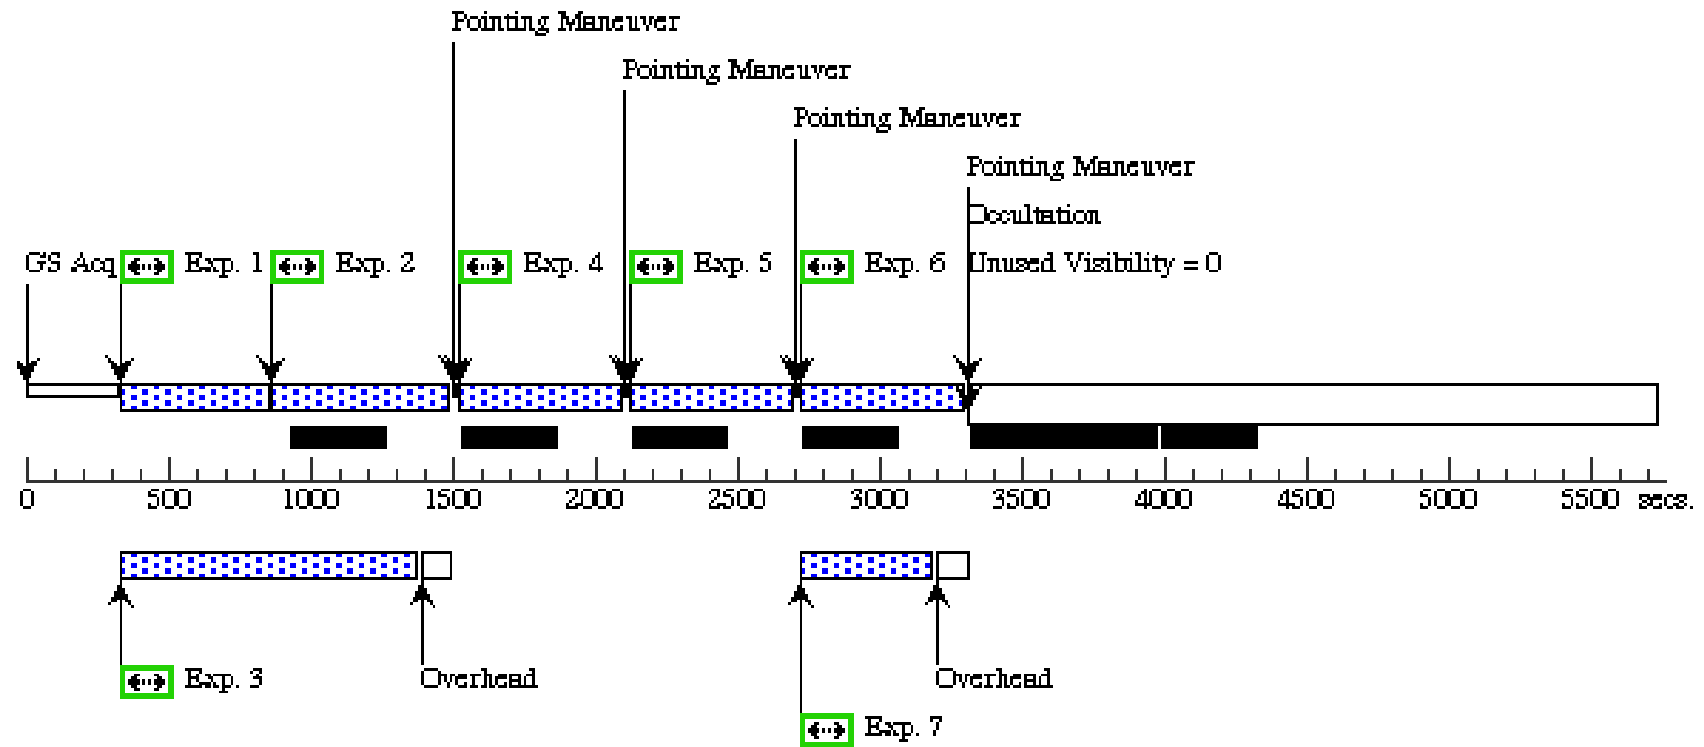 Pointing Maneuver
Pointing Maneuver
Pointing Maneuver
Pointing Maneuver
Occultation
GS Acq Exp. 1 Exp. 2 Exp. 4 Exp. 5 Exp. 6 Unused Visibility = 0
0 500 1000 1500 2000 2500 3000 3500 4000 4500 5000 5500 secs.
Exp. 3 Overhead Overhead
Exp. 7